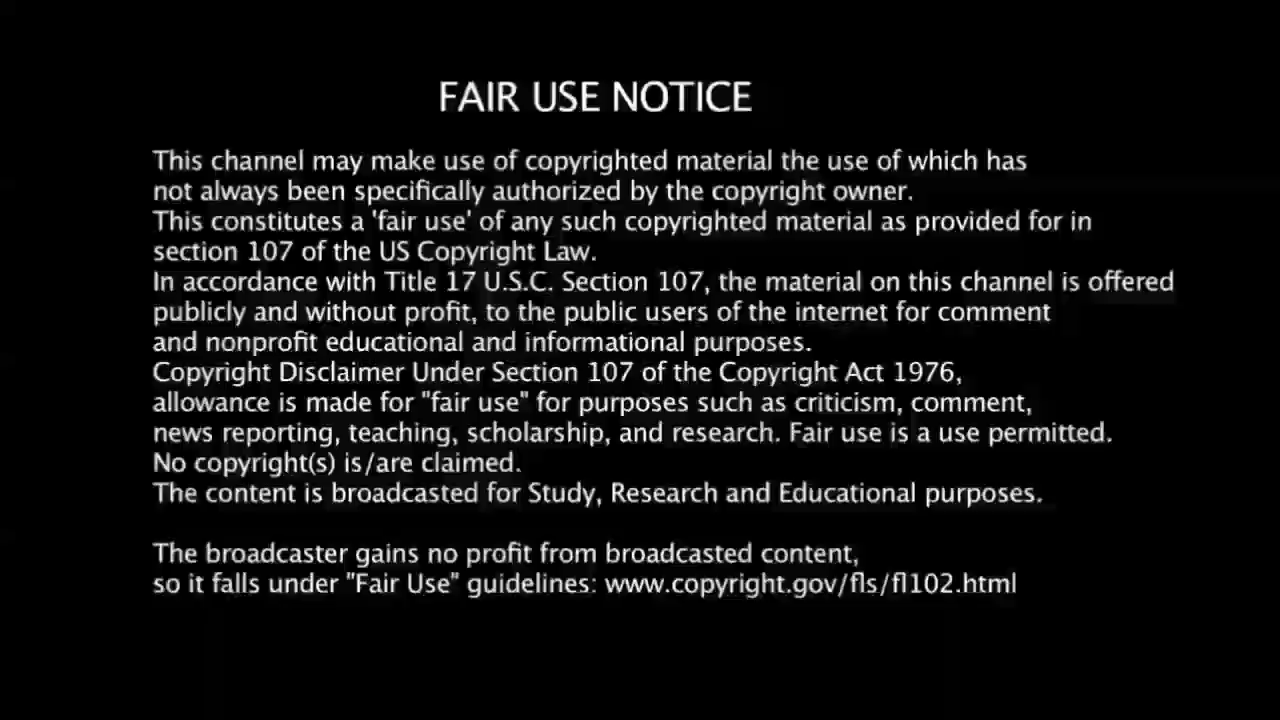 FAIR USE NOTICE
This channel may make use of copyrighted material the use of which has
not always been specifically authorized by the copyright owner.
This constitutes a 'fair use' of any such copyrighted material as provided for in
section 107 of the US Copyright Law.
In accordance with Title 17 U.S.C. Section 107, the material on this channel is offered
publicly and without profit, to the public users of the internet for comment
and nonprofit educational and informational purposes.
Copyright Disclaimer Under Section 107 of the Copyright Act 1976,
allowance is made for "fair use" for purposes such as criticism, comment,
news reporting, teaching, scholarship, and research. Fair use is a use permitted.
No copyright(s) is/are claimed.
The content is broadcasted for Study, Research and Educational purposes.
The broadcaster gains no profit from broadcasted content,
so it falls under "Fair Use" guidelines: www.copyright.gov/fls/fl102.html